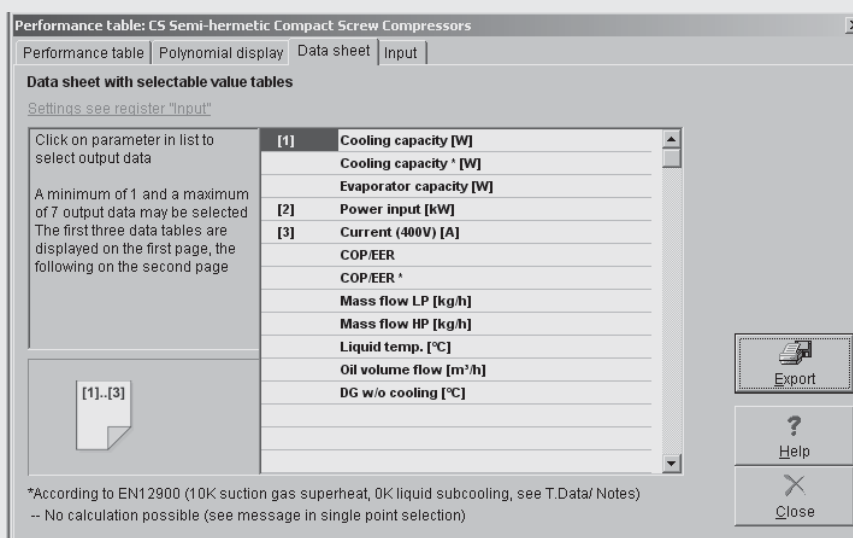 Performance table: CS Semi-hermetic Compact Screw Compressors
Performance table Polynomial display Data sheet Input
Data sheet with selectable value tables
Settings see register "Input"
Click on parameter in list to
select output data
A minimum of 1 and a maximum
of 7 output data may be selected
The first three data tables are
displayed on the first page, the
following on the second page
[1] Cooling capacity [W]
Cooling capacity * [W]
Evaporator capacity [W]
[2] Power input [kW]
[3] Current (400V) [A]
COP/EER
COP/EER *
Mass flow LP [kg/h]
Mass flow HP [kg/h]
Liquid temp. [°C]
Oil volume flow [m³/h]
DG w/o cooling [°C]
[1]..[3]
Export
?
Help
Close
*According to EN12900 (10K suction gas superheat, 0K liquid subcooling, see T.Data/ Notes)
-- No calculation possible (see message in single point selection)